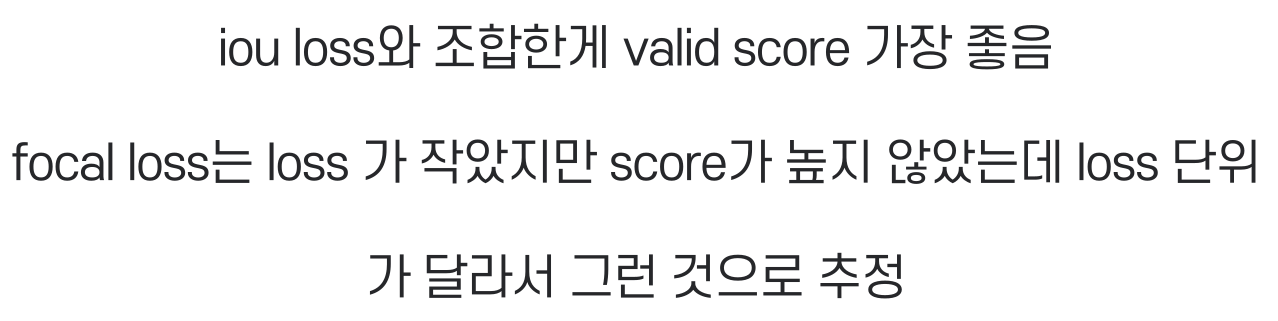 iou loss와 조합한게 valid score 가장 좋음
focal loss는 loss 가 작았지만 score가 높지 않았는데 loss 단위
가 달라서 그런 것으로 추정